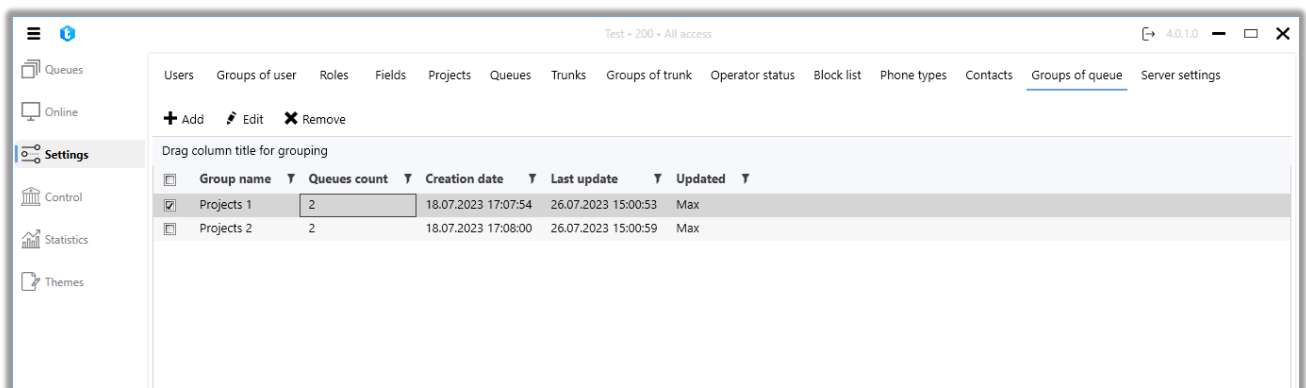 Test • 200 • All access 4.0.1.0
Queues
Online
Settings
Control
Statistics
Themes
Users Groups of user Roles Fields Projects Queues Trunks Groups of trunk Operator status Block list Phone types Contacts Groups of queue Server settings
Add Edit Remove
Drag column title for grouping
Group name Queues count Creation date Last update Updated
Projects 1 2 18.07.2023 17:07:54 26.07.2023 15:00:53 Max
Projects 2 2 18.07.2023 17:08:00 26.07.2023 15:00:59 Max